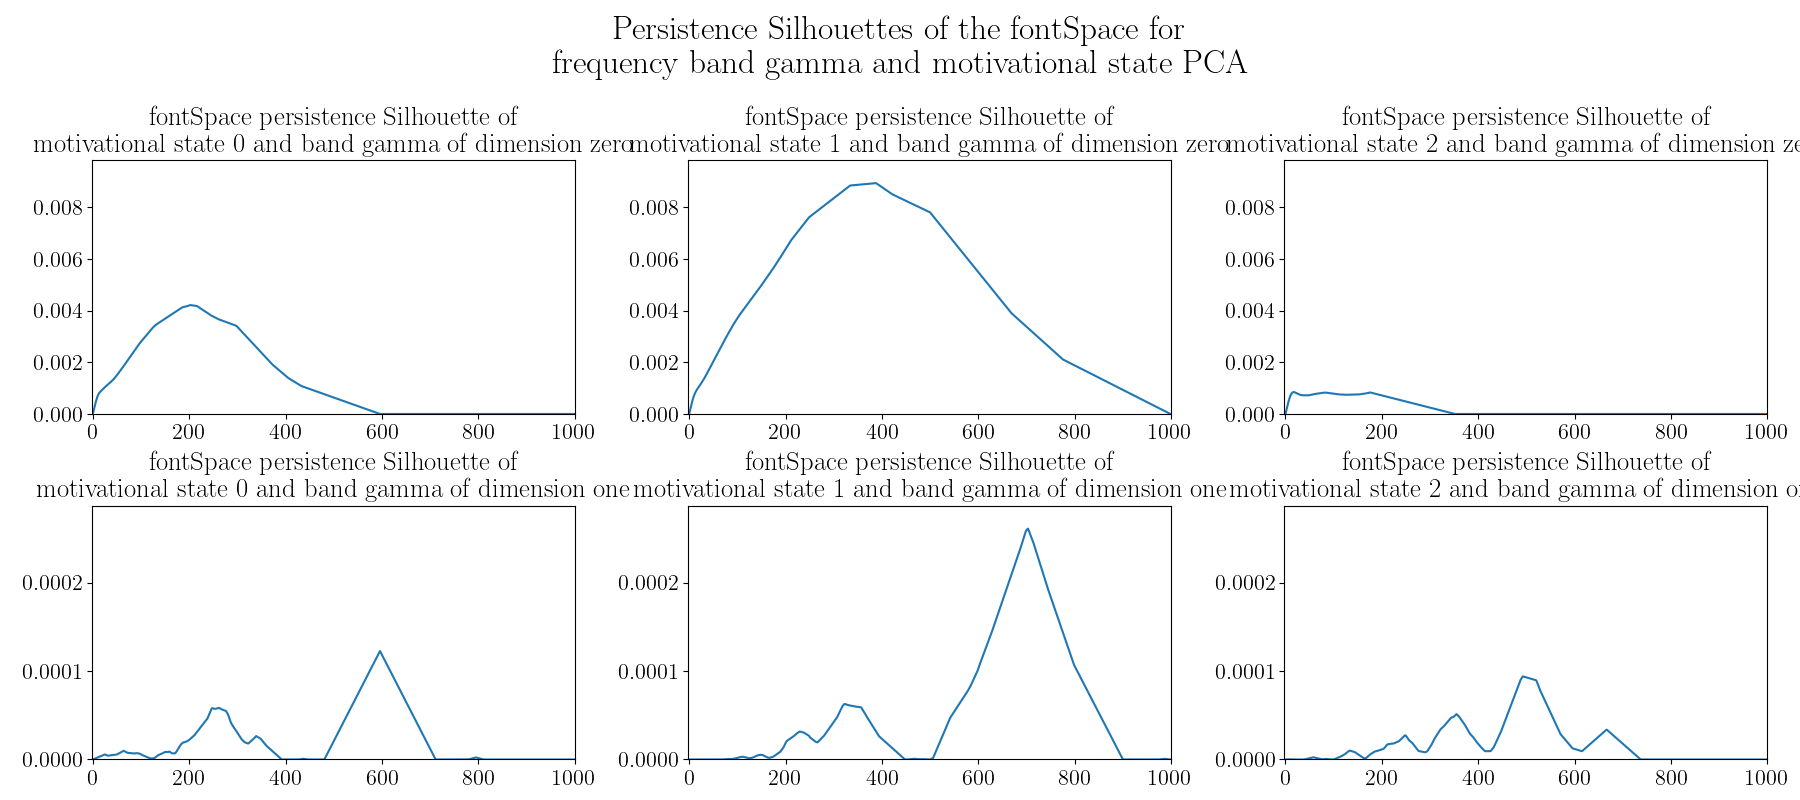 Persistence Silhouettes of the fontSpace for
frequency band gamma and motivational state PCA
fontSpace persistence Silhouette of
motivational state 0 and band gamma of dimension zero
0.008
0.006
0.004
0.002
0.000
0 200 400 600 800 1000
fontSpace persistence Silhouette of
motivational state 1 and band gamma of dimension zero
0.008
0.006
0.004
0.002
0.000
0 200 400 600 800 1000
fontSpace persistence Silhouette of
motivational state 2 and band gamma of dimension ze
0.008
0.006
0.004
0.002
0.000
0 200 400 600 800 1000
fontSpace persistence Silhouette of
motivational state 0 and band gamma of dimension one
0.0002
0.0001
0.0000
0 200 400 600 800 1000
fontSpace persistence Silhouette of
motivational state 1 and band gamma of dimension one
0.0002
0.0001
0.0000
0 200 400 600 800 1000
fontSpace persistence Silhouette of
motivational state 2 and band gamma of dimension
0.0002
0.0001
0.0000
0 200 400 600 800 1000